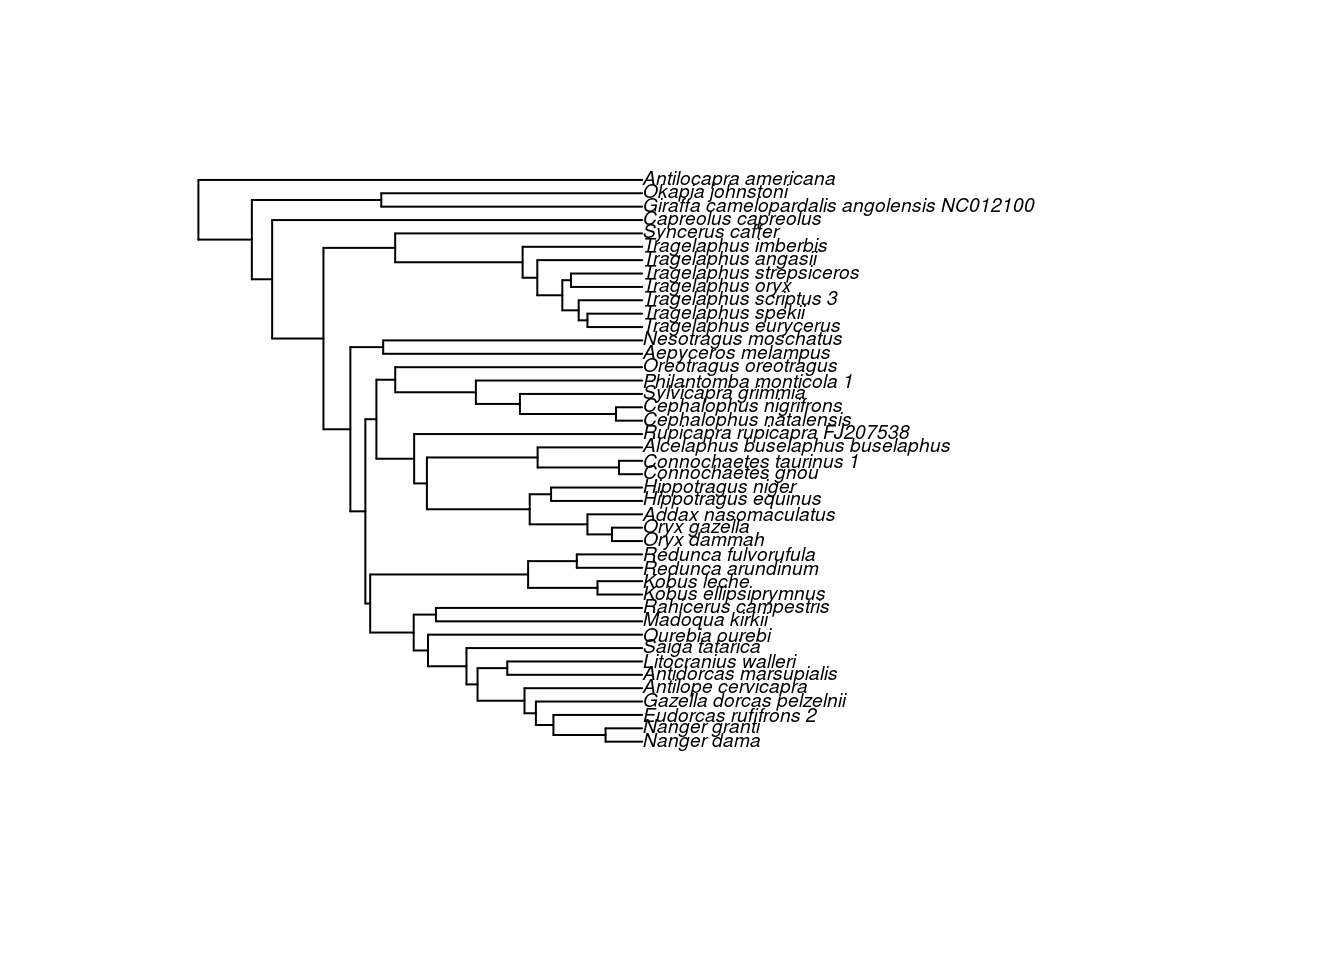 Antilocapra americana
Okapia johnstoni
Giraffa camelopardalis angolensis NC012100
Capreolus capreolus
Syncerus caffer
Tragelaphus imberbis
Tragelaphus angasii
Tragelaphus strepsiceros
Tragelaphus oryx
Tragelaphus scriptus 3
Tragelaphus spekii
Tragelaphus eurycerus
Nesotragus moschatus
Aepyceros melampus
Oreotragus oreotragus
Philantomba monticola 1
Sylvicapra grimmia
Cephalophus nigrifrons
Cephalophus natalensis
Rupicapra rupicapra FJ207538
Alcelaphus buselaphus buselaphus
Connochaetes taurinus 1
Connochaetes gnou
Hippotragus niger
Hippotragus equinus
Addax nasomaculatus
Oryx gazella
Oryx dammah
Redunca fulvorufula
Redunca arundinum
Kobus leche
Kobus ellipsiprymnus
Raphicerus campestris
Madoqua kirkii
Ourebia ourebi
Saiga tatarica
Litocranius walleri
Antidorcas marsupialis
Antilope cervicapra
Gazella dorcas pelzelnii
Eudorcas rufifrons 2
Nanger granti
Nanger dama